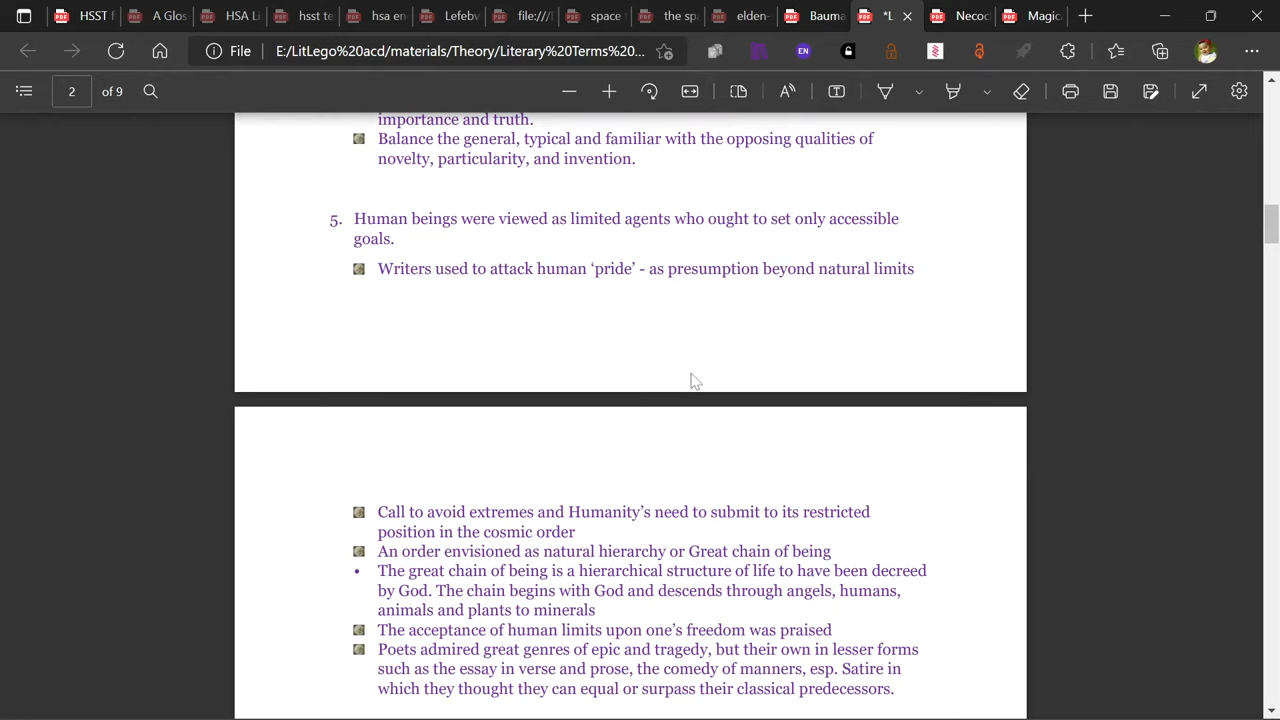 HSST f
A Glos
HSA Li
hsst te
hsa en
Lefebv
file:///
space
the sp
elden-
Bauma
*L
Necoc
Magic
File
E:/LitLego%20acd/materials/Theory/Literary%20Terms%20...
EN
2 of 9
importance and truth.
Balance the general, typical and familiar with the opposing qualities of
novelty, particularity, and invention.
5. Human beings were viewed as limited agents who ought to set only accessible
goals.
Writers used to attack human ‘pride’ - as presumption beyond natural limits
Call to avoid extremes and Humanity’s need to submit to its restricted
position in the cosmic order
An order envisioned as natural hierarchy or Great chain of being
• The great chain of being is a hierarchical structure of life to have been decreed
by God. The chain begins with God and descends through angels, humans,
animals and plants to minerals
The acceptance of human limits upon one’s freedom was praised
Poets admired great genres of epic and tragedy, but their own in lesser forms
such as the essay in verse and prose, the comedy of manners, esp. Satire in
which they thought they can equal or surpass their classical predecessors.